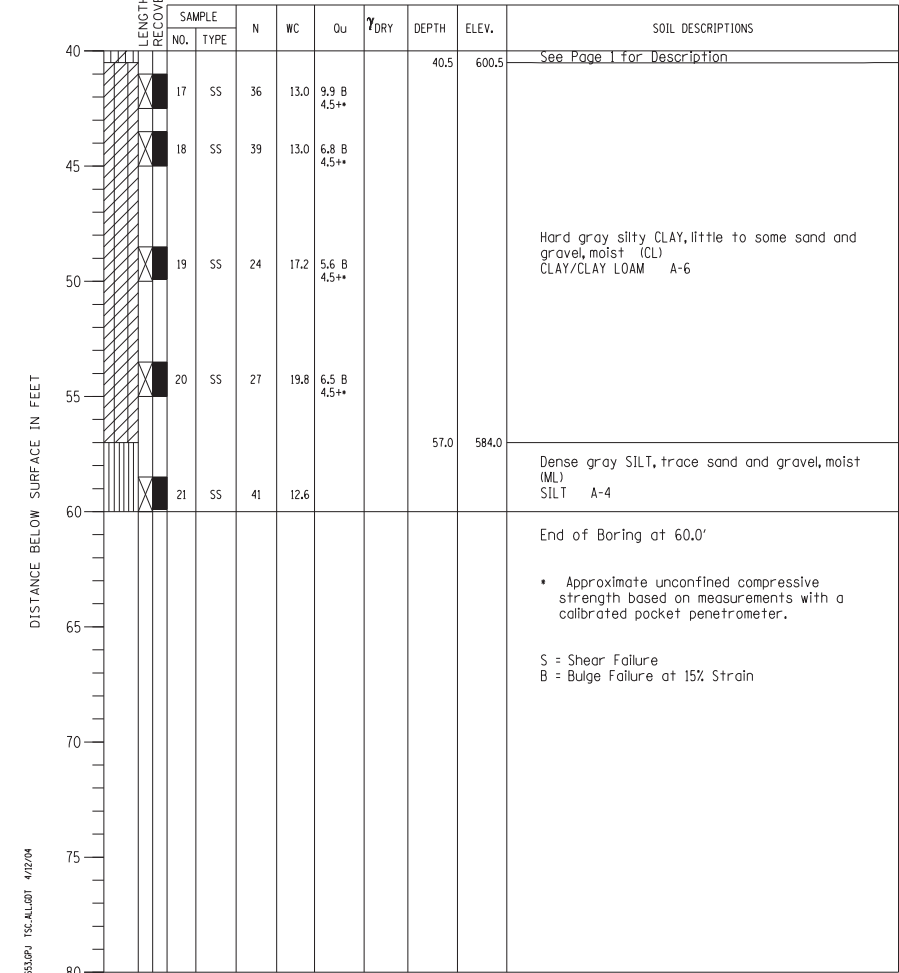 LENGTH
RECOVE
SAMPLE
NO. TYPE N WC Qu γDRY DEPTH ELEV. SOIL DESCRIPTIONS
40
40.5 600.5 See Page 1 for Description
17 SS 36 13.0 9.9 B
4.5+*
18 SS 39 13.0 6.8 B
4.5+*
45
Hard gray silty CLAY, little to some sand and
gravel, moist (CL)
CLAY/CLAY LOAM A-6
19 SS 24 17.2 5.6 B
4.5+*
50
20 SS 27 19.8 6.5 B
4.5+*
55
57.0 584.0
Dense gray SILT, trace sand and gravel, moist
(ML)
SILT A-4
21 SS 41 12.6
60
End of Boring at 60.0'
* Approximate unconfined compressive
strength based on measurements with a
calibrated pocket penetrometer.
65
S = Shear Failure
B = Bulge Failure at 15% Strain
70
75
80
DISTANCE BELOW SURFACE IN FEET
553.GPJ TSC_ALL.GDT 4/12/04